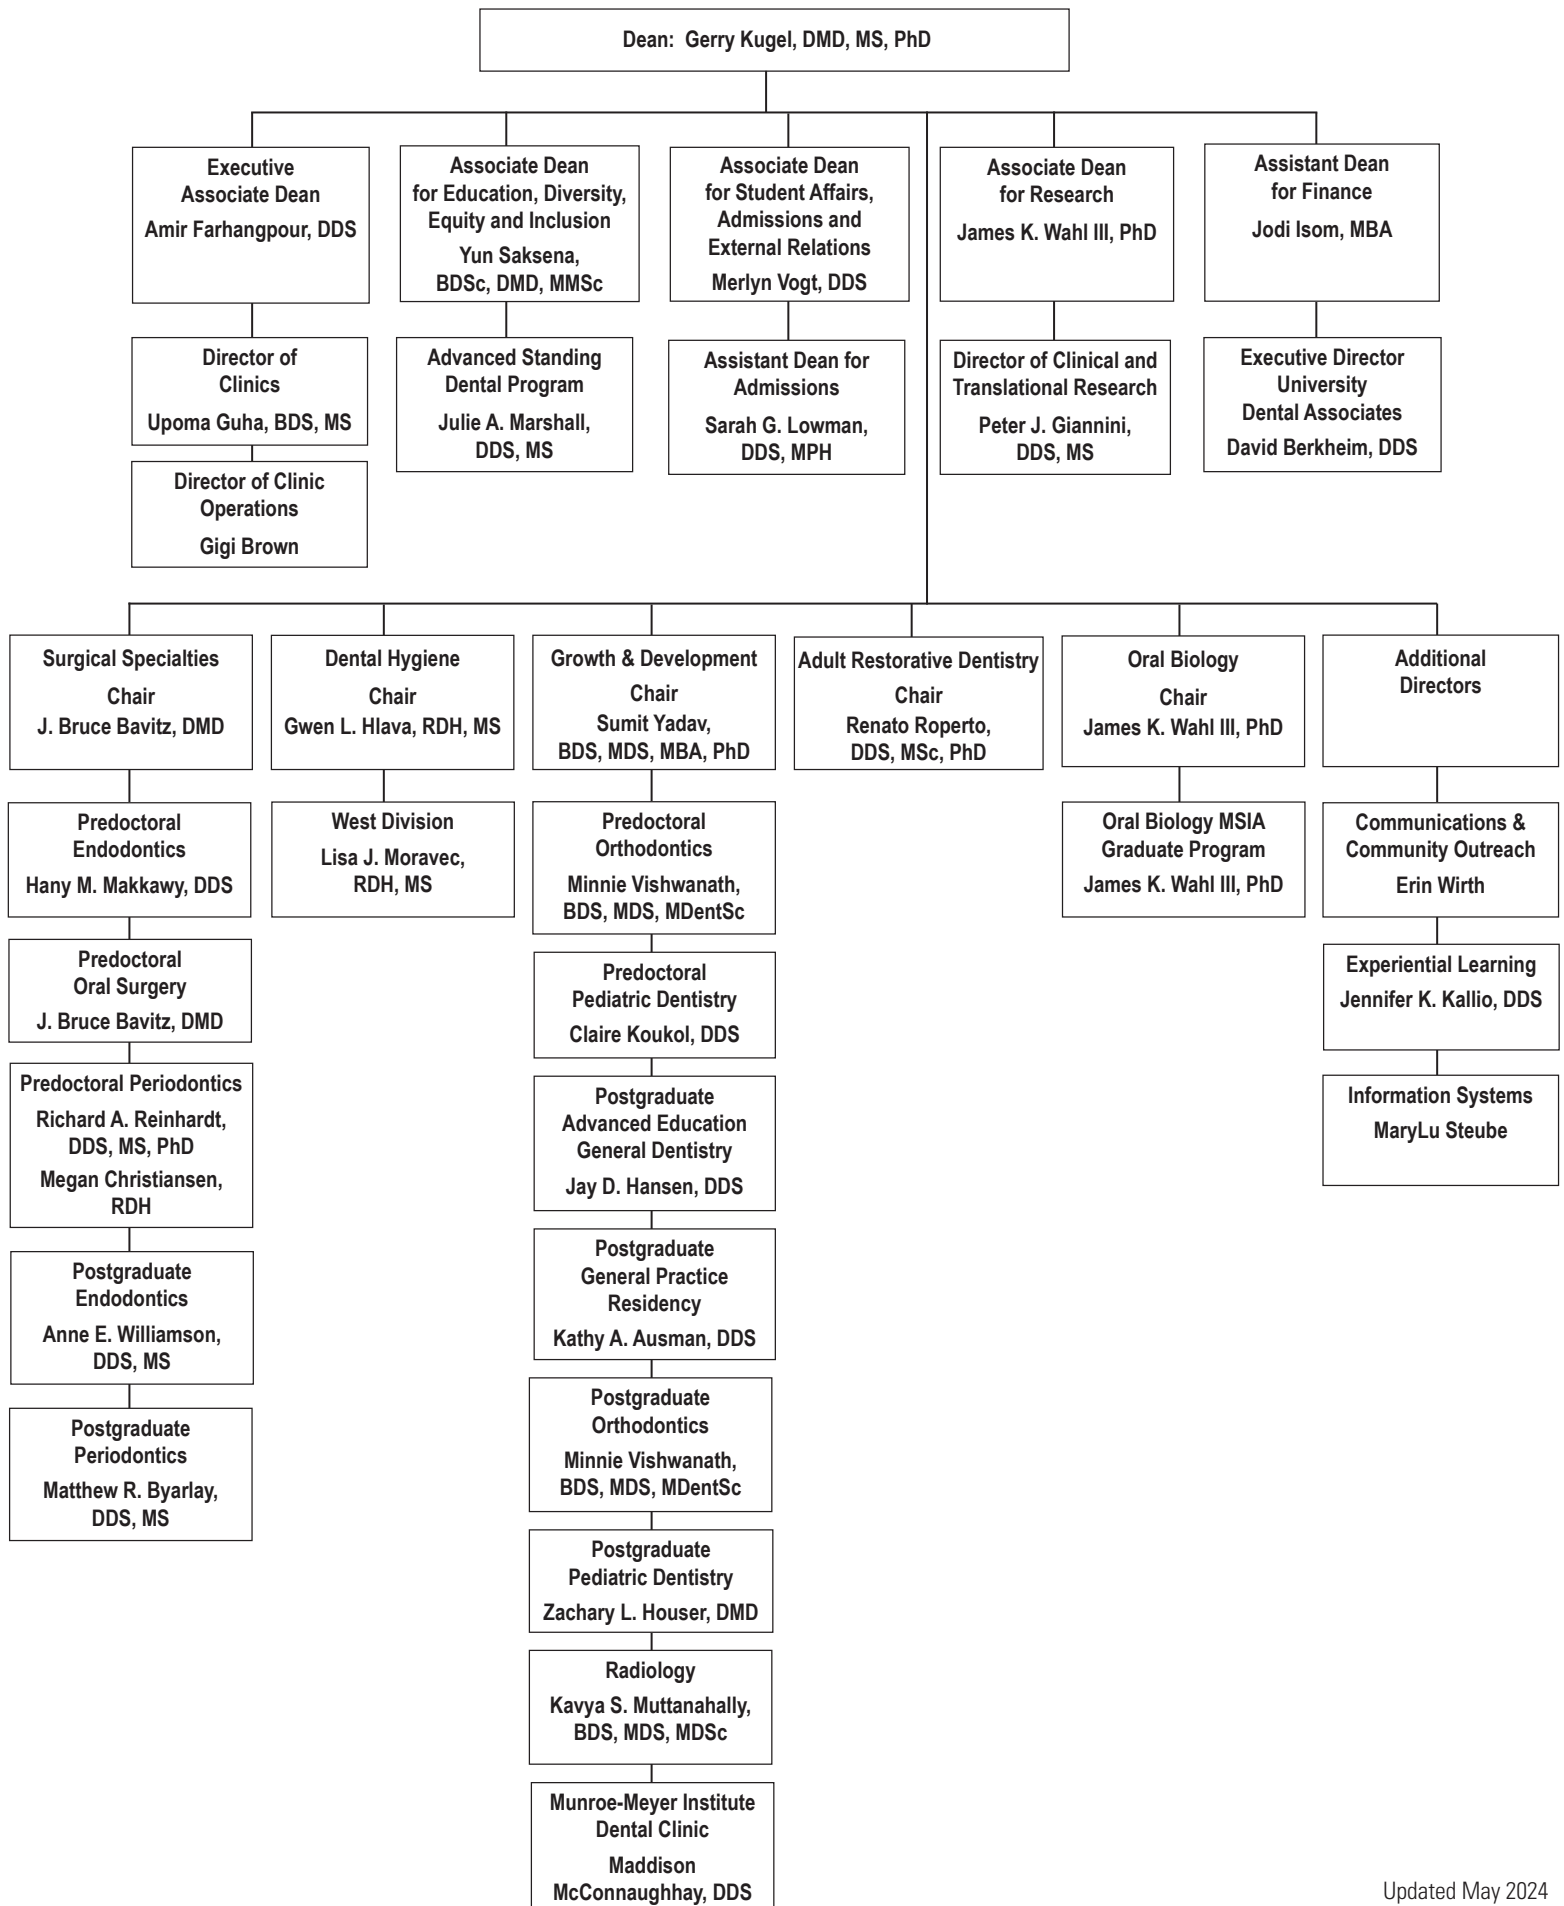 Dean:  Gerry Kugel, DMD, MS, PhD
Executive
Associate Dean
Amir Farhangpour, DDS
Associate Dean
for Education, Diversity,
Equity and Inclusion
Yun Saksena,
BDSc, DMD, MMSc
Associate Dean
for Student Affairs,
Admissions and
External Relations
Merlyn Vogt, DDS
Associate Dean
for Research
James K. Wahl III, PhD
Assistant Dean
for Finance
Jodi Isom, MBA
Director of
Clinics
Upoma Guha, BDS, MS
Advanced Standing
Dental Program
Julie A. Marshall,
DDS, MS
Assistant Dean for
Admissions
Sarah G. Lowman,
DDS, MPH
Director of Clinical and
Translational Research
Peter J. Giannini,
DDS, MS
Executive Director
University
Dental Associates
David Berkheim, DDS
Director of Clinic
Operations
Gigi Brown
Surgical Specialties
Chair
J. Bruce Bavitz, DMD
Dental Hygiene
Chair
Gwen L. Hlava, RDH, MS
Growth & Development
Chair
Sumit Yadav,
BDS, MDS, MBA, PhD
Adult Restorative Dentistry
Chair
Renato Roperto,
DDS, MSc, PhD
Oral Biology
Chair
James K. Wahl III, PhD
Additional
Directors
Predoctoral
Endodontics
Hany M. Makkawy, DDS
Predoctoral
Oral Surgery
J. Bruce Bavitz, DMD
Predoctoral Periodontics
Richard A. Reinhardt,
DDS, MS, PhD
Megan Christiansen,
RDH
Postgraduate
Endodontics
Anne E. Williamson,
DDS, MS
Postgraduate
Periodontics
Matthew R. Byarlay,
DDS, MS
West Division
Lisa J. Moravec,
RDH, MS
Predoctoral
Orthodontics
Minnie Vishwanath,
BDS, MDS, MDentSc
Predoctoral
Pediatric Dentistry
Claire Koukol, DDS
Postgraduate
Advanced Education
General Dentistry
Jay D. Hansen, DDS
Postgraduate
General Practice
Residency
Kathy A. Ausman, DDS
Postgraduate
Orthodontics
Minnie Vishwanath,
BDS, MDS, MDentSc
Postgraduate
Pediatric Dentistry
Zachary L. Houser, DMD
Radiology
Kavya S. Muttanahally,
BDS, MDS, MDSc
Munroe-Meyer Institute
Dental Clinic
Maddison
McConnaughhay, DDS
Oral Biology MSIA
Graduate Program
James K. Wahl III, PhD
Communications &
Community Outreach
Erin Wirth
Experiential Learning
Jennifer K. Kallio, DDS
Information Systems
MaryLu Steube
Updated May 2024